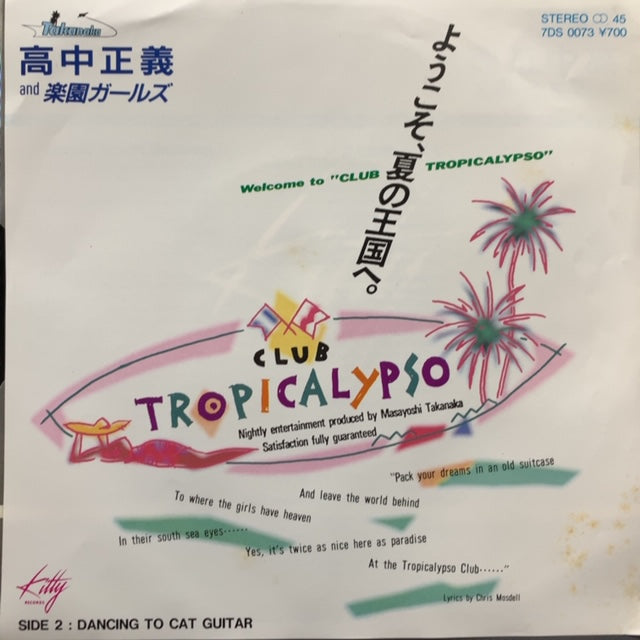 Takanaka
高中正義
and 楽園ガールズ
STEREO 45
7DS 0073 ¥700
ようこそ、夏の王国へ。
Welcome to "CLUB TROPICALYPSO"
CLUB
TROPICALYPSO
Nightly entertainment produced by Masayoshi Takanaka
Satisfaction fully guaranteed
"Pack your dreams in an old suitcase
And leave the world behind
To where the girls have heaven
In their south sea eyes······
Yes, it's twice as nice here as paradise
At the Tropicalypso Club······"
Lyrics by Chris Mosdell
Kitty
RECORDS
SIDE 2 : DANCING TO CAT GUITAR